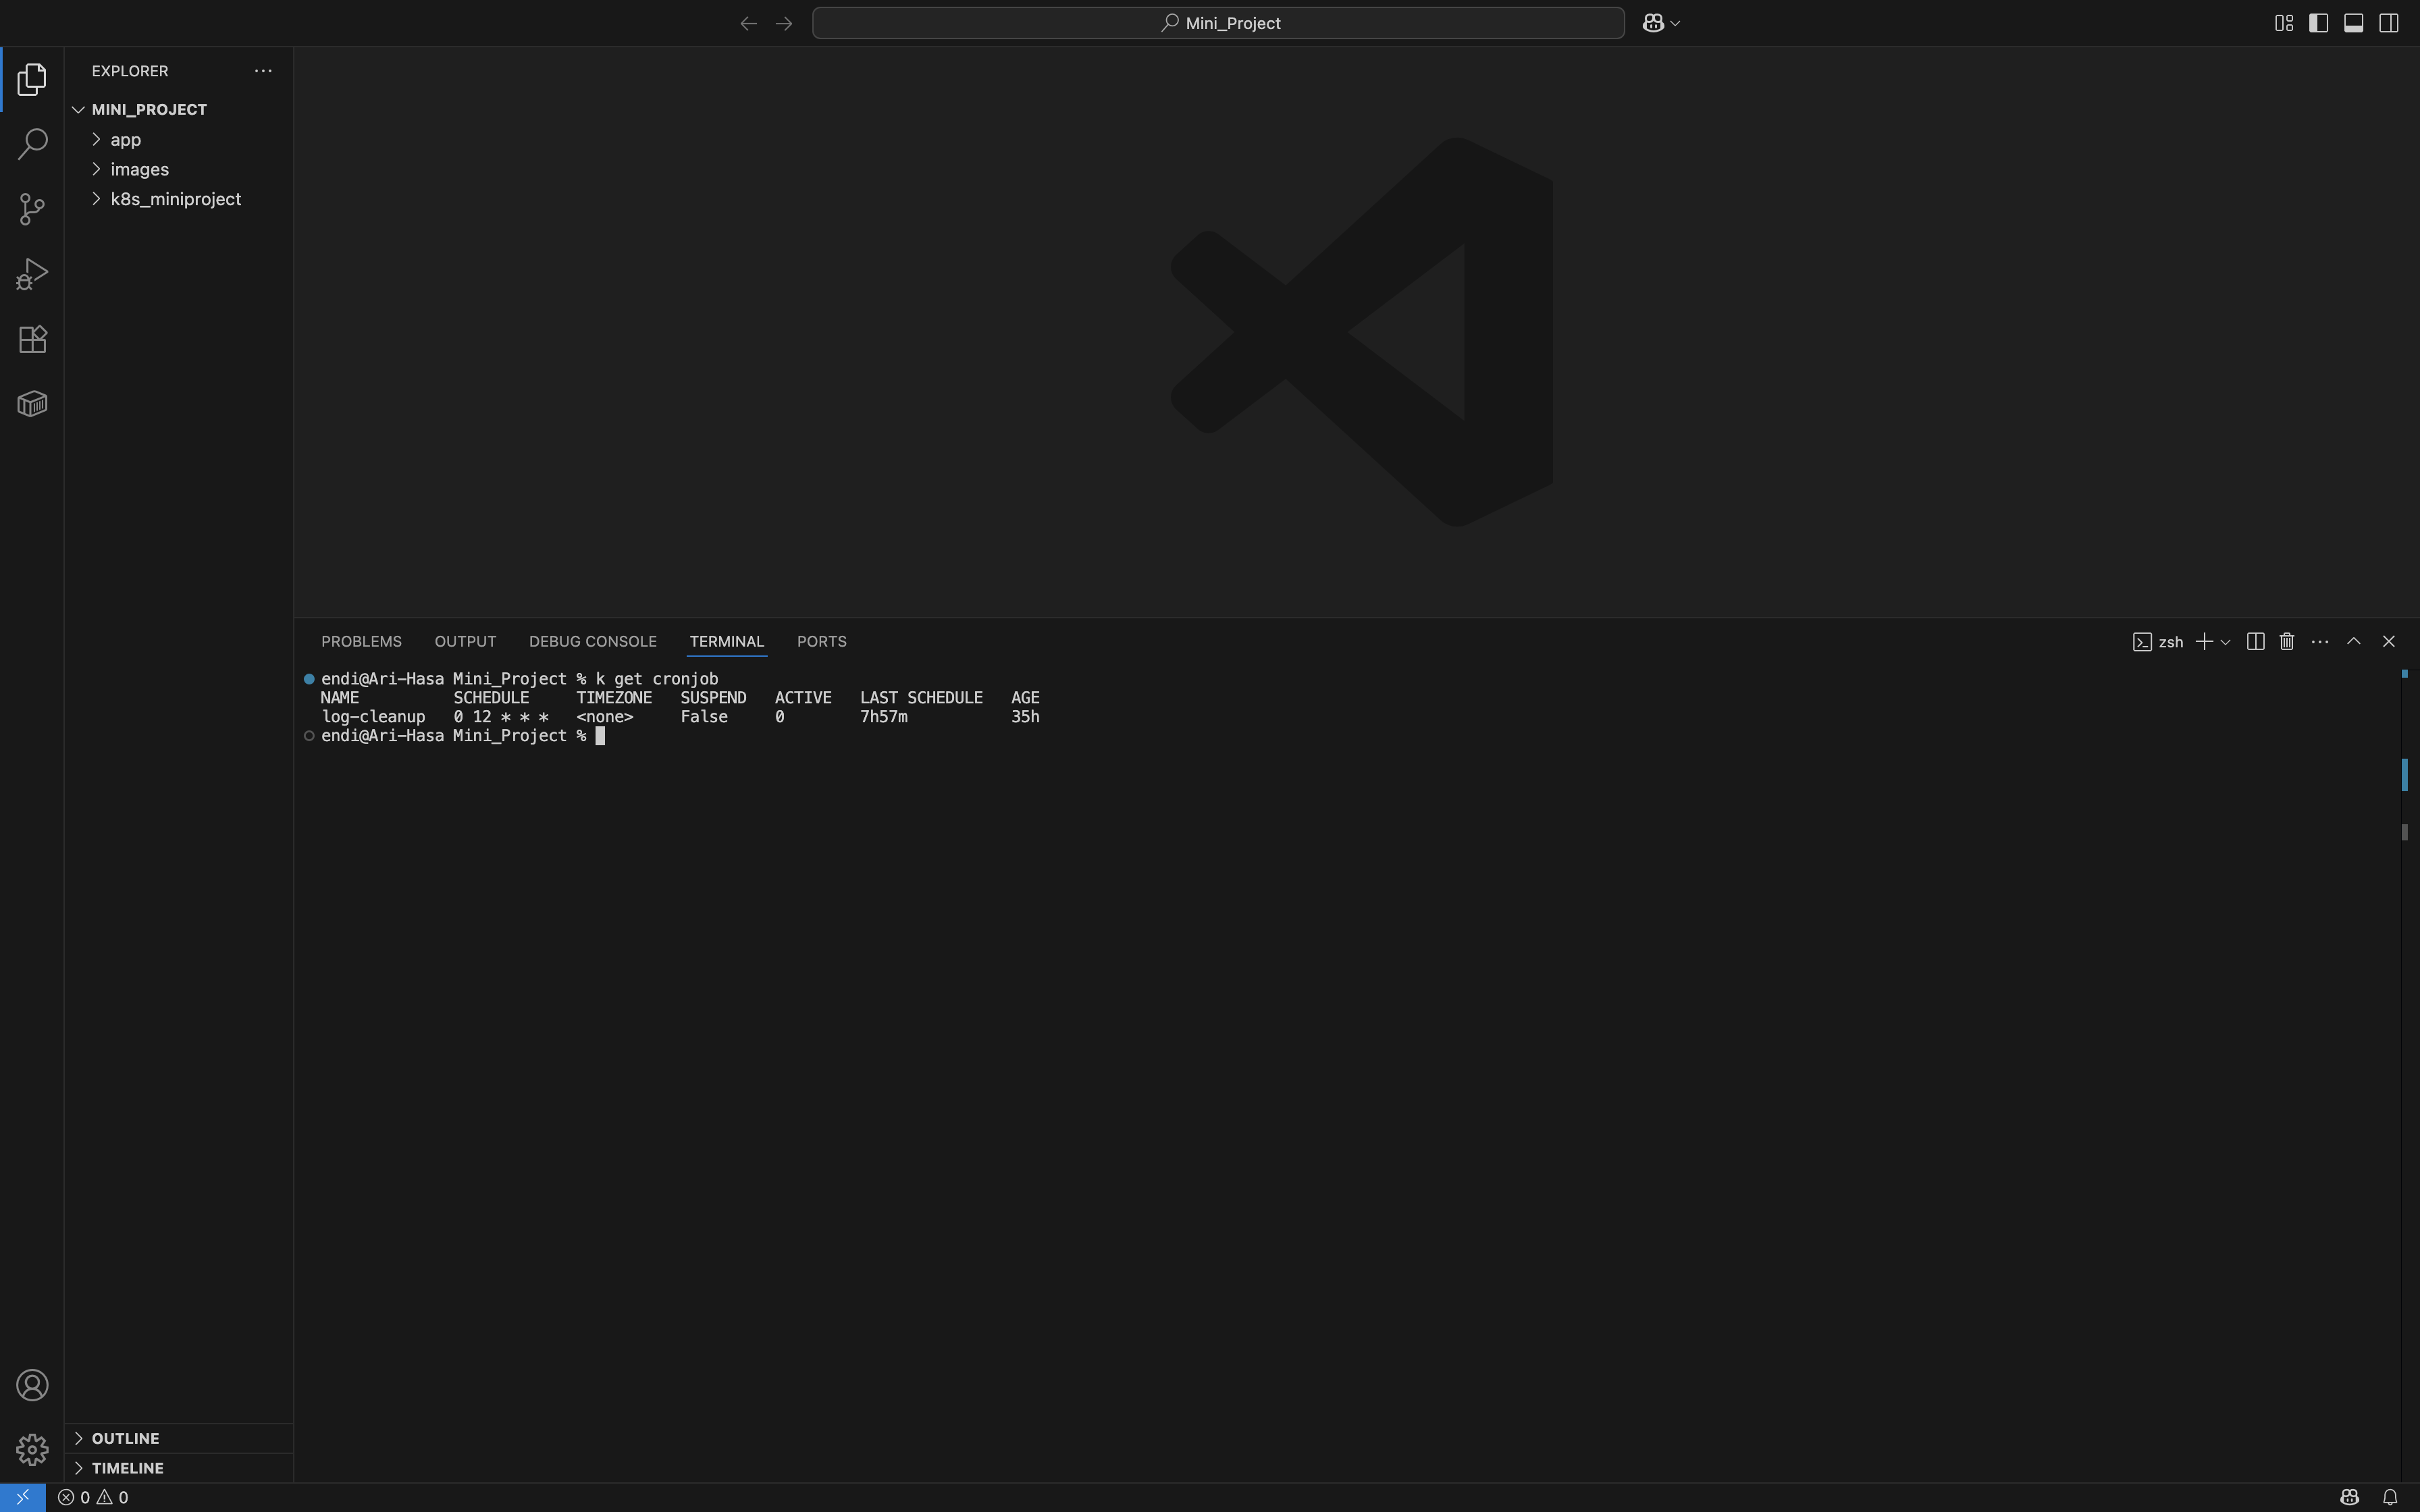 Mini_Project
EXPLORER
MINI_PROJECT
app
images
k8s_miniproject
PROBLEMS OUTPUT DEBUG CONSOLE TERMINAL PORTS
zsh
endi@Ari-Hasa Mini_Project % k get cronjob
NAME SCHEDULE TIMEZONE SUSPEND ACTIVE LAST SCHEDULE AGE
log-cleanup 0 12 * * * <none> False 0 7h57m 35h
endi@Ari-Hasa Mini_Project %
OUTLINE
TIMELINE
0 0